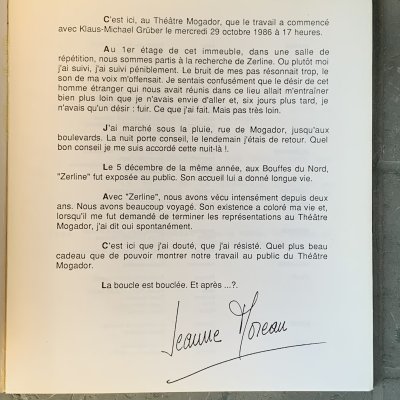 C'est ici, au Théâtre Mogador, que le travail a commencé
avec Klaus-Michael Grüber le mercredi 29 octobre 1986 à 17 heures.
Au 1er étage de cet immeuble, dans une salle de
répétition, nous sommes partis à la recherche de Zerline. Ou plutôt moi
j'ai suivi, j'ai suivi péniblement. Le bruit de mes pas résonnait trop, le
son de ma voix m'offensait. Je sentais confusément que le désir de cet
homme étranger qui nous avait réunis dans ce lieu allait m'entraîner
bien plus loin que je n'avais envie d'aller et, six jours plus tard, je
n'avais qu'un désir : fuir. Ce que j'ai fait. Mais pas très loin.
J'ai marché sous la pluie, rue de Mogador, jusqu'aux
boulevards. La nuit porte conseil, le lendemain j'étais de retour. Quel
bon conseil je me suis accordé cette nuit-là !.
Le 5 décembre de la même année, aux Bouffes du Nord,
"Zerline" fut exposée au public. Son accueil lui a donné longue vie.
Avec "Zerline", nous avons vécu intensément depuis deux
ans. Nous avons beaucoup voyagé. Son existence a coloré ma vie et,
lorsqu'il me fut demandé de terminer les représentations au Théâtre
Mogador, j'ai dit oui spontanément.
C'est ici que j'ai douté, que j'ai résisté. Quel plus beau
cadeau que de pouvoir montrer notre travail au public du Théâtre
Mogador.
La boucle est bouclée. Et après ...?.
Jeanne Moreau